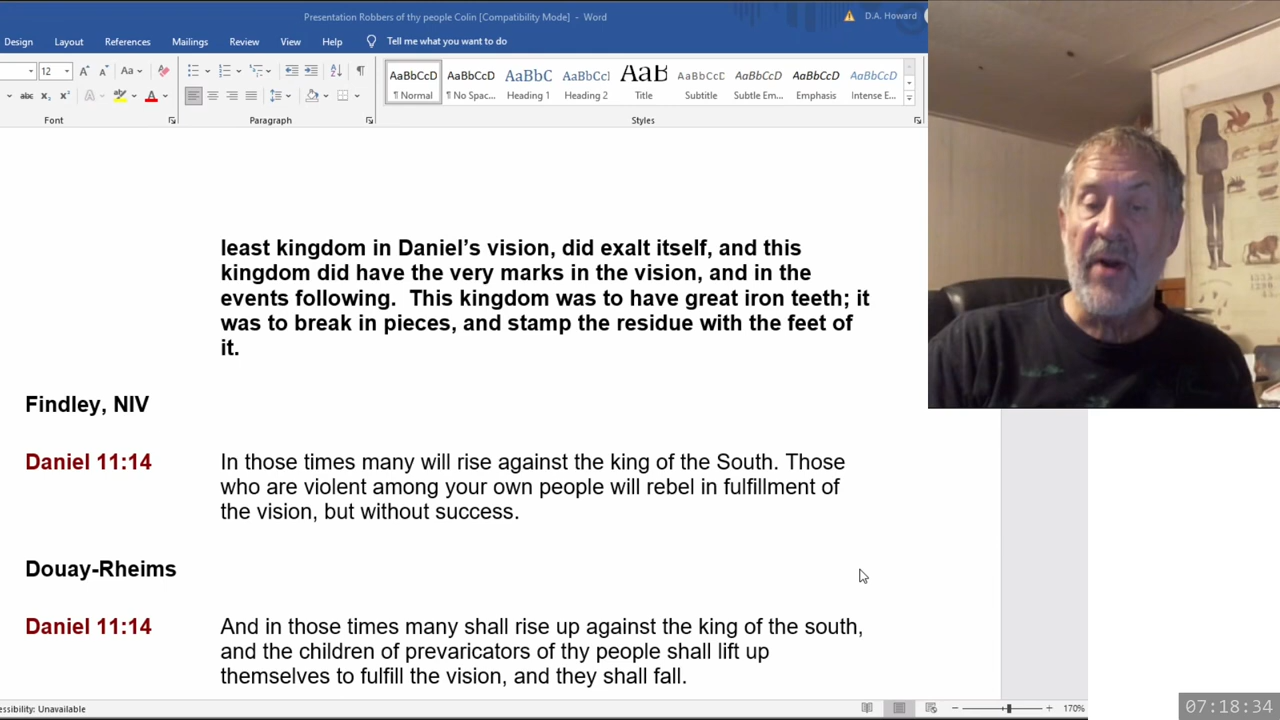 Presentation Robbers of thy people Colin [Compatibility Mode] - Word
D.A. Howard
Design Layout References Mailings Review View Help Tell me what you want to do
12 Aa
AaBbCcD AaBbCcD AaBbC AaBbCcl AaB AaBbCcD AaBbCcD AaBbCcD AaBbCcD
abc x₂ x² A A
¶ Normal ¶ No Spac... Heading 1 Heading 2 Title Subtitle Subtle Em... Emphasis Intense E...
Font Paragraph Styles
least kingdom in Daniel’s vision, did exalt itself, and this
kingdom did have the very marks in the vision, and in the
events following. This kingdom was to have great iron teeth; it
was to break in pieces, and stamp the residue with the feet of
it.
Findley, NIV
Daniel 11:14 In those times many will rise against the king of the South. Those
who are violent among your own people will rebel in fulfillment of
the vision, but without success.
Douay-Rheims
Daniel 11:14 And in those times many shall rise up against the king of the south,
and the children of prevaricators of thy people shall lift up
themselves to fulfill the vision, and they shall fall.
essibility: Unavailable
170%
07:18:34